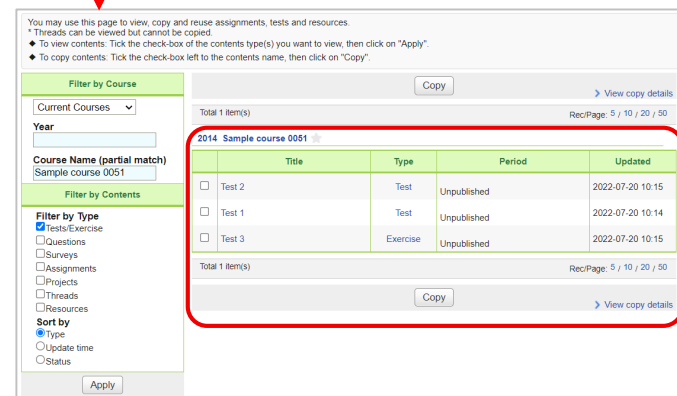 You may use this page to view, copy and reuse assignments, tests and resources.
* Threads can be viewed but cannot be copied.
◆ To view contents: Tick the check-box of the contents type(s) you want to view, then click on "Apply".
◆ To copy contents: Tick the check-box left to the contents name, then click on "Copy".
Filter by Course
Current Courses
Year
Course Name (partial match)
Sample course 0051
Filter by Contents
Filter by Type
Tests/Exercise
Questions
Surveys
Assignments
Projects
Threads
Resources
Sort by
Type
Update time
Status
Apply
Copy
View copy details
Total 1 item(s) Rec/Page: 5 / 10 / 20 / 50
2014 Sample course 0051
Title Type Period Updated
Test 2 Test Unpublished 2022-07-20 10:15
Test 1 Test Unpublished 2022-07-20 10:14
Test 3 Exercise Unpublished 2022-07-20 10:15
Total 1 item(s) Rec/Page: 5 / 10 / 20 / 50
Copy
View copy details